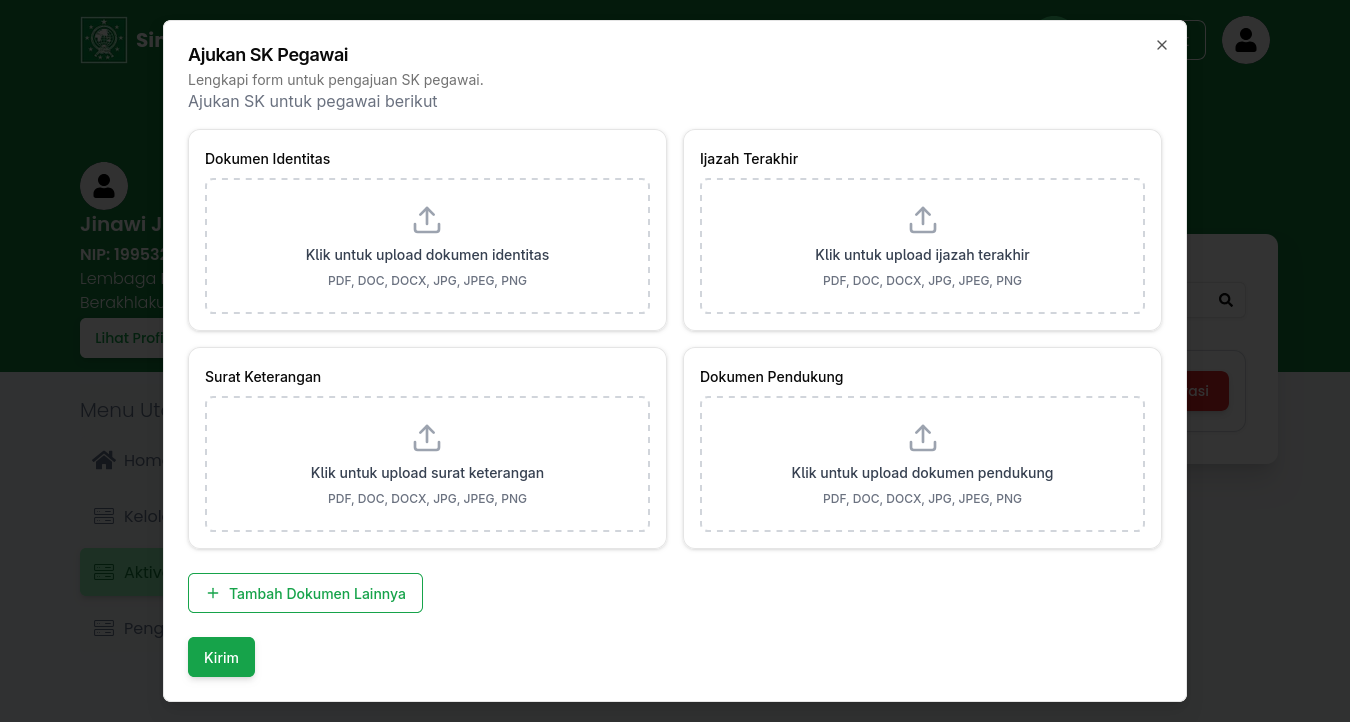 Ajukan SK Pegawai
Lengkapi form untuk pengajuan SK pegawai.
Ajukan SK untuk pegawai berikut
Dokumen Identitas
Klik untuk upload dokumen identitas
PDF, DOC, DOCX, JPG, JPEG, PNG
Ijazah Terakhir
Klik untuk upload ijazah terakhir
PDF, DOC, DOCX, JPG, JPEG, PNG
Surat Keterangan
Klik untuk upload surat keterangan
PDF, DOC, DOCX, JPG, JPEG, PNG
Dokumen Pendukung
Klik untuk upload dokumen pendukung
PDF, DOC, DOCX, JPG, JPEG, PNG
Tambah Dokumen Lainnya
Kirim
Jinawi J
NIP: 199532
Lembaga
Berakhlaku
Lihat Profi
Menu Ut
Hom
Kelol
Aktiv
Peng
asi